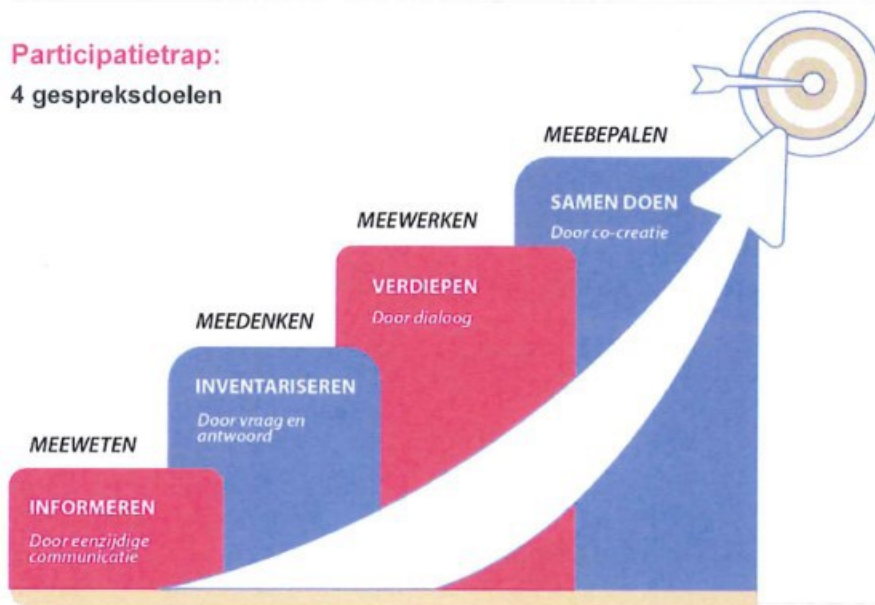 Participatietrap:
4 gespreksdoelen
MEEBEPALEN
SAMEN DOEN
Door co-creatie
MEEWERKEN
VERDIEPEN
Door dialoog
MEEDENKEN
INVENTARISEREN
Door vraag en
antwoord
MEEWETEN
INFORMEREN
Door eenzijdige
communicatie